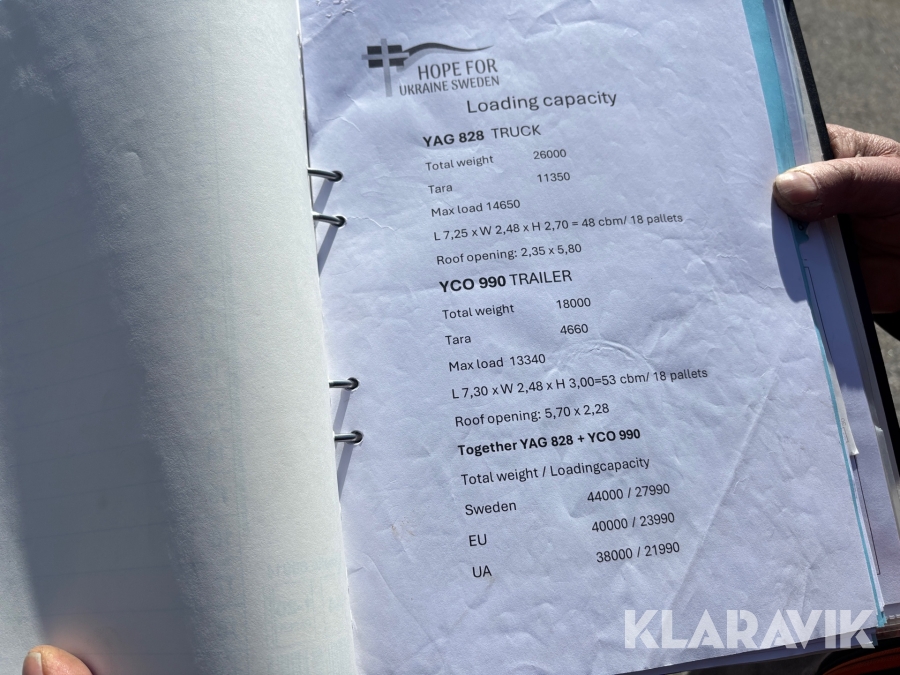 HOPE FOR
UKRAINE SWEDEN
Loading capacity
YAG 828 TRUCK
Total weight 26000
Tara 11350
Max load 14650
L 7,25 x W 2,48 x H 2,70 = 48 cbm/ 18 pallets
Roof opening: 2,35 x 5,80
YCO 990 TRAILER
Total weight 18000
Tara 4660
Max load 13340
L 7,30 x W 2,48 x H 3,00=53 cbm/ 18 pallets
Roof opening: 5,70 x 2,28
Together YAG 828 + YCO 990
Total weight / Loadingcapacity
Sweden 44000 / 27990
EU 40000 / 23990
UA 38000 / 21990
KLARAVIK